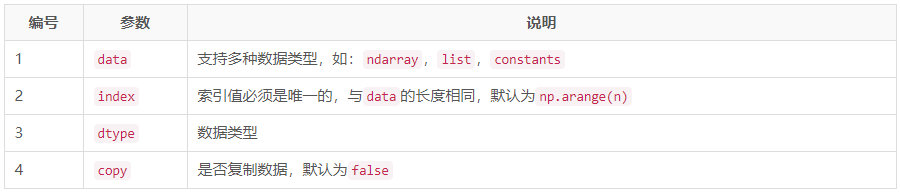 编号 参数 说明
1 data 支持多种数据类型，如：ndarray，list，constants
2 index 索引值必须是唯一的，与data的长度相同，默认为np.arange(n)
3 dtype 数据类型
4 copy 是否复制数据，默认为false